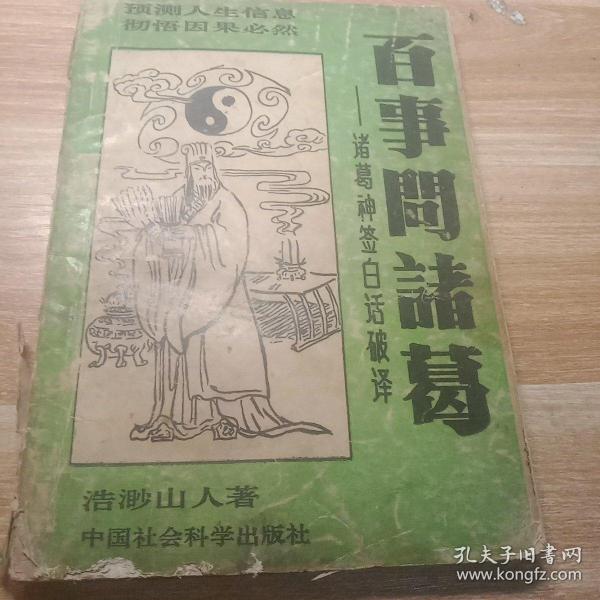 预测人生信息
彻悟因果必然
百事問諸葛
——诸葛神签白话破译
浩渺山人著
中国社会科学出版社
孔夫子旧书网
www.kongfz.com